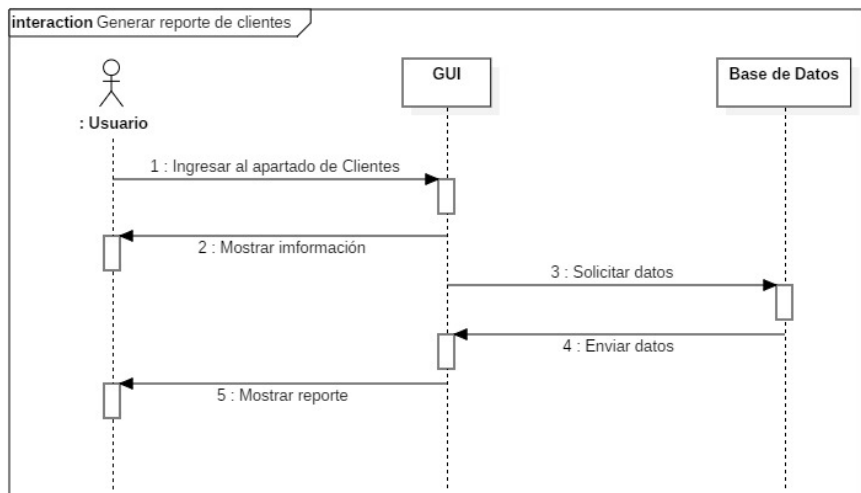 interaction Generar reporte de clientes
GUI
Base de Datos
: Usuario
1 : Ingresar al apartado de Clientes
2 : Mostrar imformación
3 : Solicitar datos
4 : Enviar datos
5 : Mostrar reporte